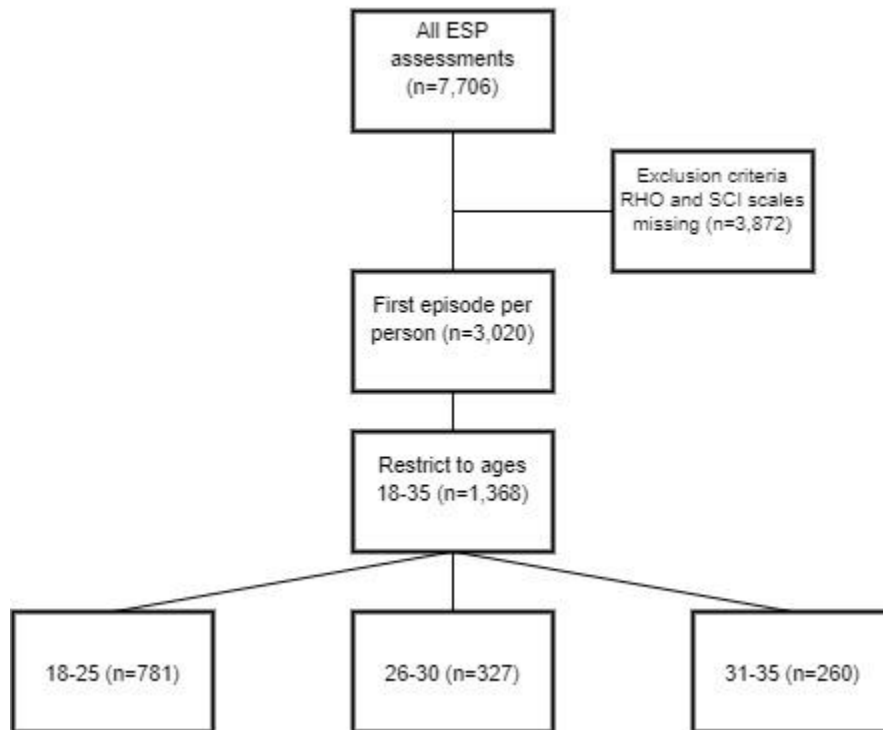 All ESP
assessments
(n=7,706)
Exclusion criteria
RHO and SCI scales
missing (n=3,872)
First episode per
person (n=3,020)
Restrict to ages
18-35 (n=1,368)
18-25 (n=781)
26-30 (n=327)
31-35 (n=260)